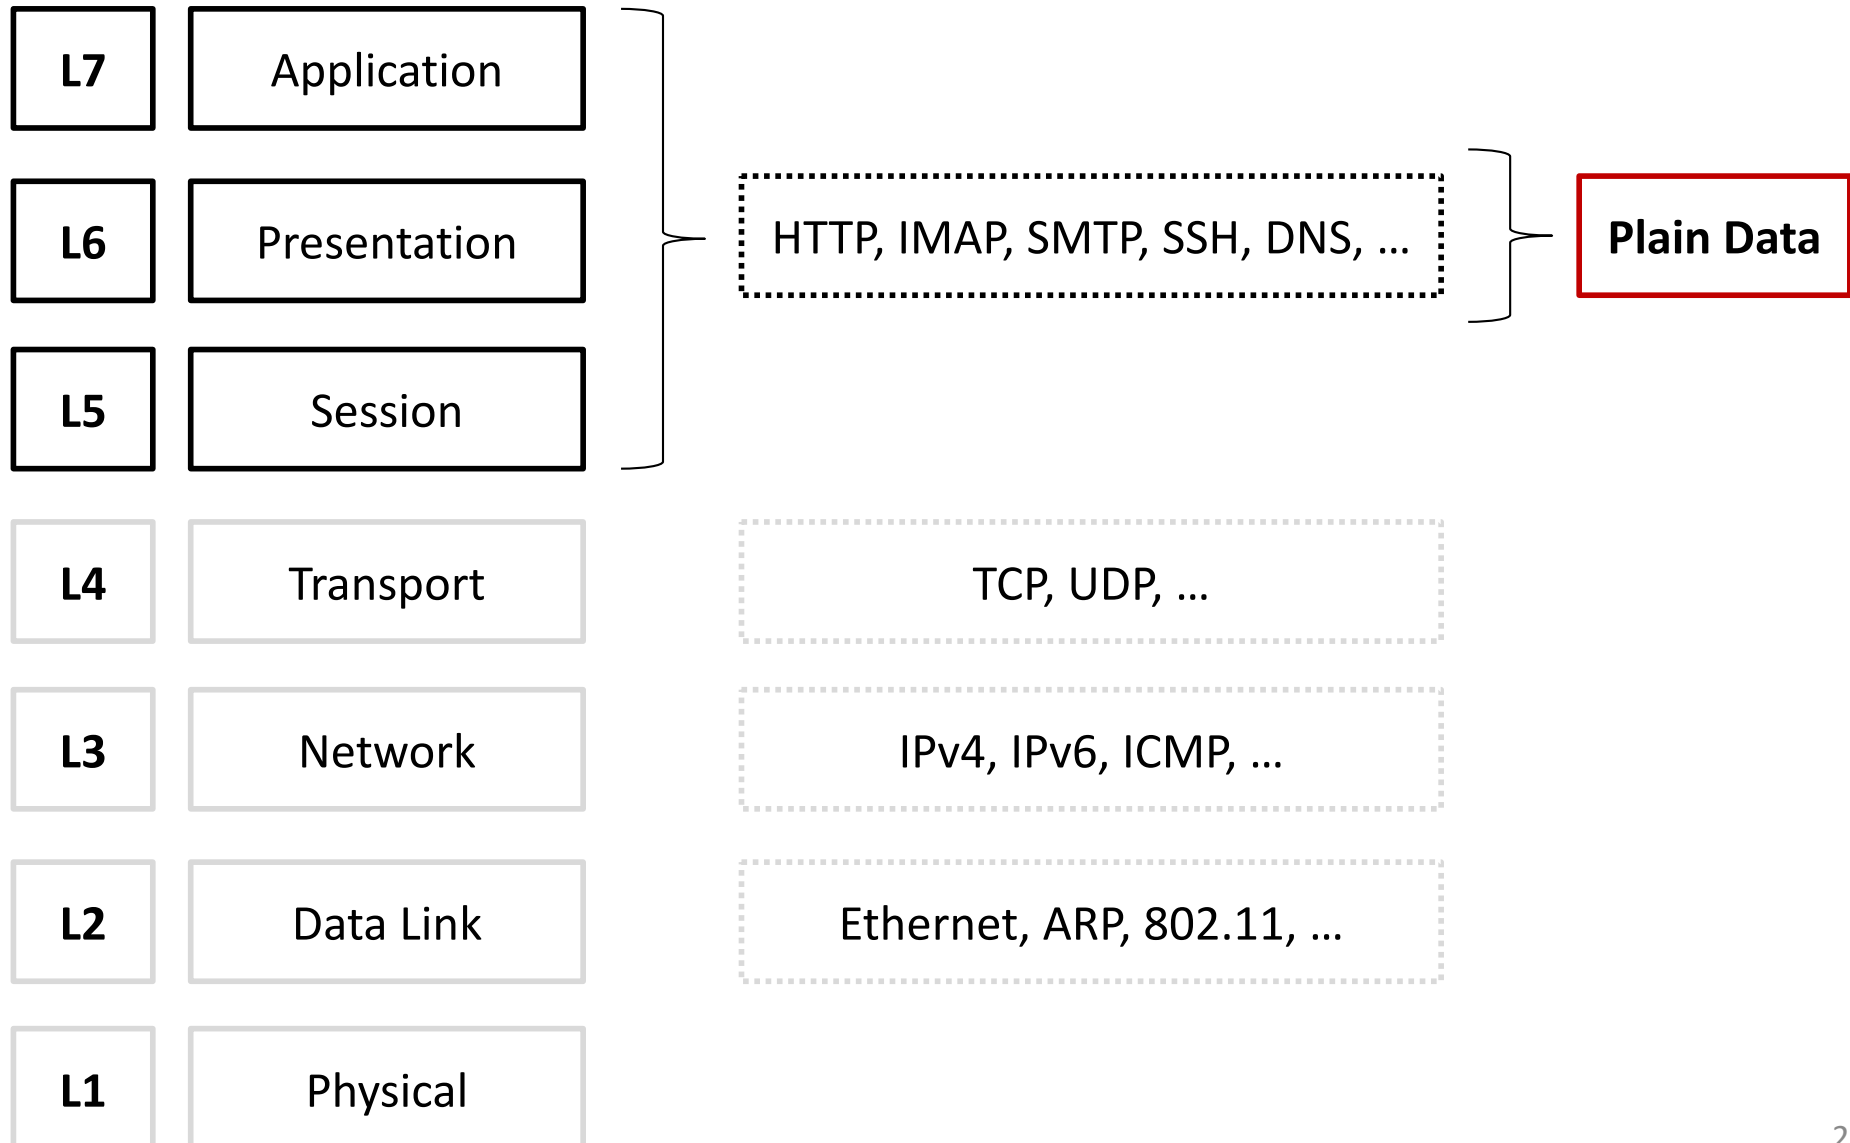 L7 Application
L6 Presentation HTTP, IMAP, SMTP, SSH, DNS, … Plain Data
L5 Session
L4 Transport TCP, UDP, …
L3 Network IPv4, IPv6, ICMP, …
L2 Data Link Ethernet, ARP, 802.11, …
L1 Physical
2